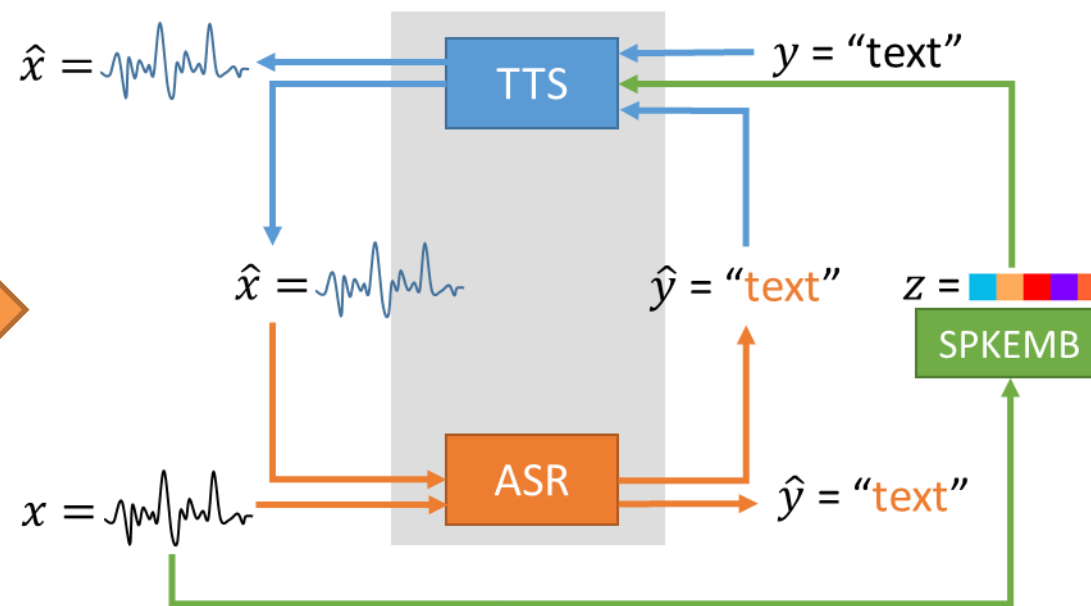 x̂ =
TTS
y = “text”
x̂ =
ŷ = “text”
z =
SPKEMB
x =
ASR
ŷ = “text”